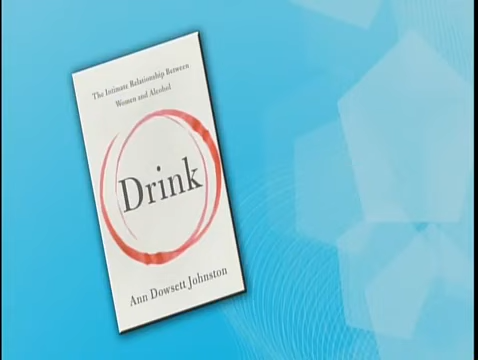 The Intimate Relationship Between
Women and Alcohol
Drink
Ann Dowsett Johnston